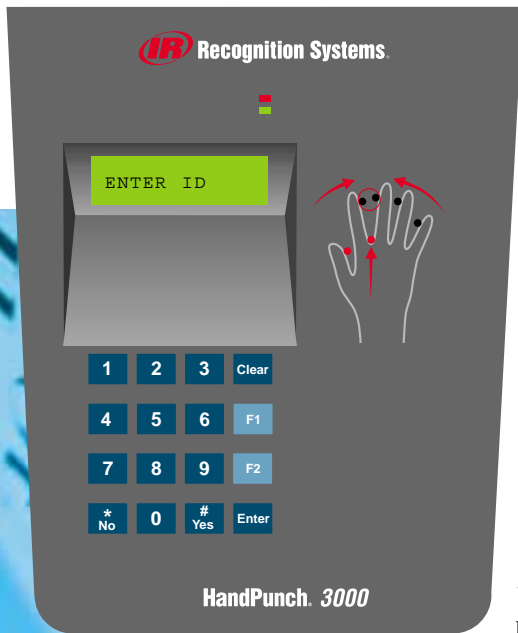 IR Recognition Systems.
ENTER ID
1 2 3 Clear
4 5 6 F1
7 8 9 F2
* No 0 # Yes Enter
HandPunch. 3000